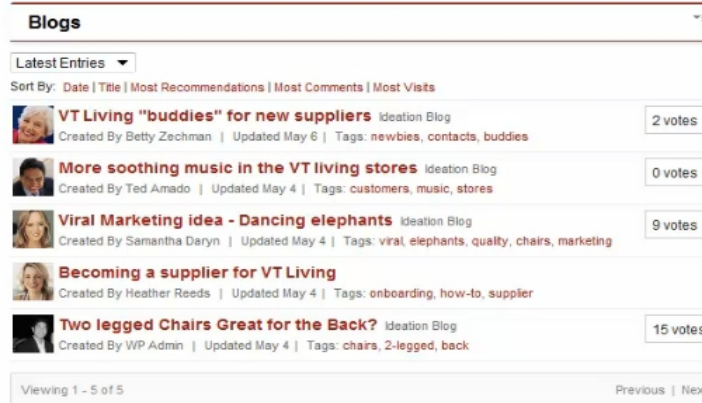 Blogs
Latest Entries
Sort By: Date | Title | Most Recommendations | Most Comments | Most Visits
VT Living "buddies" for new suppliers Ideation Blog
2 votes
Created By Betty Zechman | Updated May 6 | Tags: newbies, contacts, buddies
More soothing music in the VT living stores Ideation Blog
0 votes
Created By Ted Amado | Updated May 4 | Tags: customers, music, stores
Viral Marketing idea - Dancing elephants Ideation Blog
9 votes
Created By Samantha Daryn | Updated May 4 | Tags: viral, elephants, quality, chairs, marketing
Becoming a supplier for VT Living
Created By Heather Reeds | Updated May 4 | Tags: onboarding, how-to, supplier
Two legged Chairs Great for the Back? Ideation Blog
15 votes
Created By WP Admin | Updated May 4 | Tags: chairs, 2-legged, back
Viewing 1 - 5 of 5
Previous | Nex